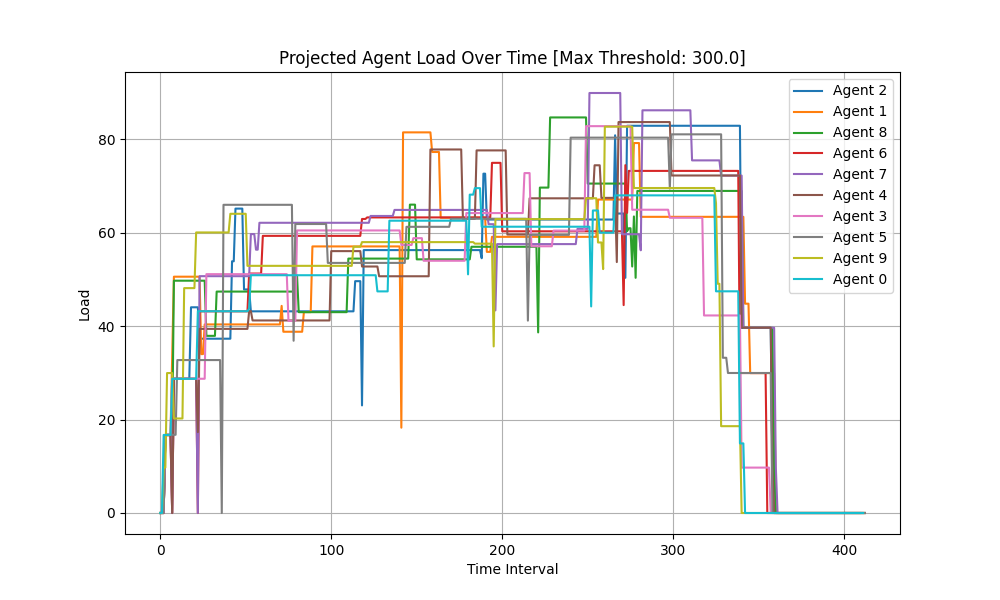 Projected Agent Load Over Time [Max Threshold: 300.0]
Load
80
60
40
20
0
0 100 200 300 400
Time Interval
Agent 2
Agent 1
Agent 8
Agent 6
Agent 7
Agent 4
Agent 3
Agent 5
Agent 9
Agent 0